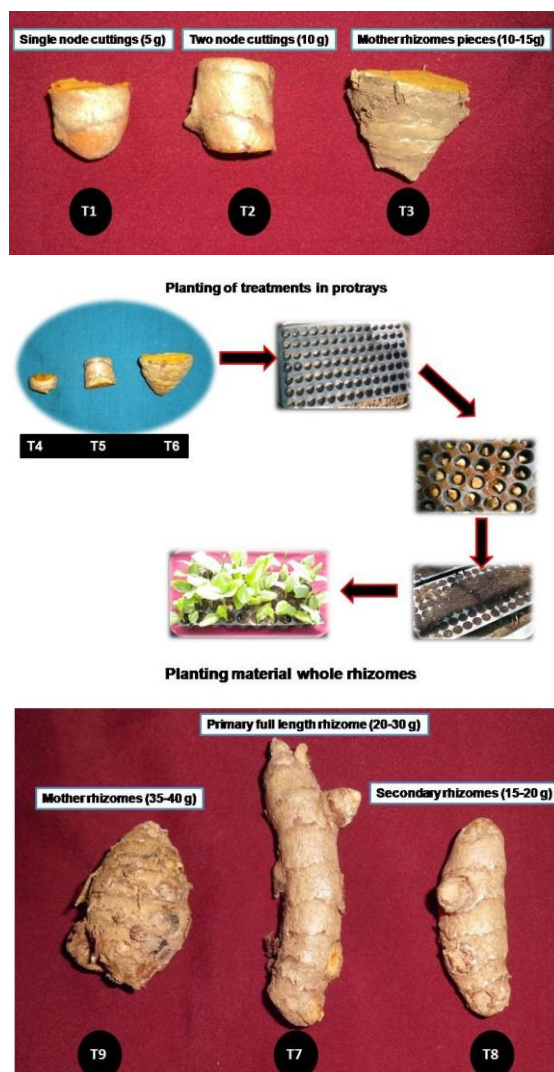 Single node cuttings (5 g)
Two node cuttings (10 g)
Mother rhizomes pieces (10-15g)
T1
T2
T3
Planting of treatments in protrays
T4
T5
T6
Planting material whole rhizomes
Primary full length rhizome (20-30 g)
Mother rhizomes (35-40 g)
Secondary rhizomes (15-20 g)
T9
T7
T8